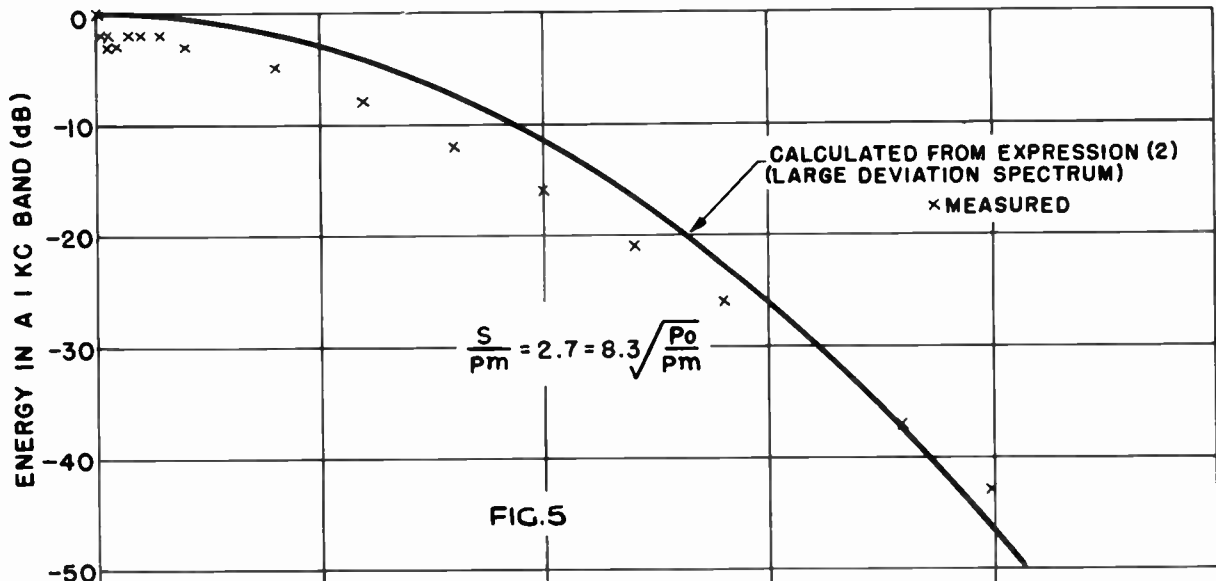 0
-10
-20
-30
-40
-50
ENERGY IN A 1 KC BAND (dB)
CALCULATED FROM EXPRESSION (2)
(LARGE DEVIATION SPECTRUM)
× MEASURED
S/pm = 2.7 = 8.3 √(Po/pm)
FIG.5